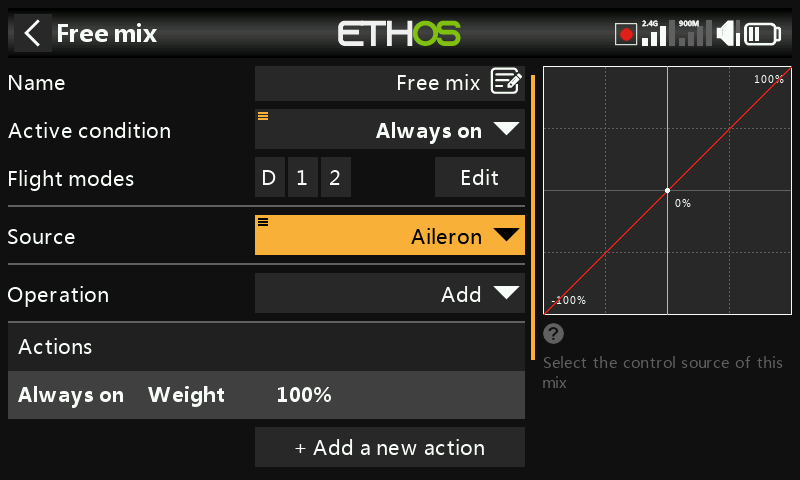 Free mix
ETHOS
2.4G
900M
Name
Free mix
Active condition
Always on
Flight modes
D 1 2
Edit
Source
Aileron
Operation
Add
Actions
Always on Weight 100%
+ Add a new action
100%
0%
-100%
?
Select the control source of this
mix